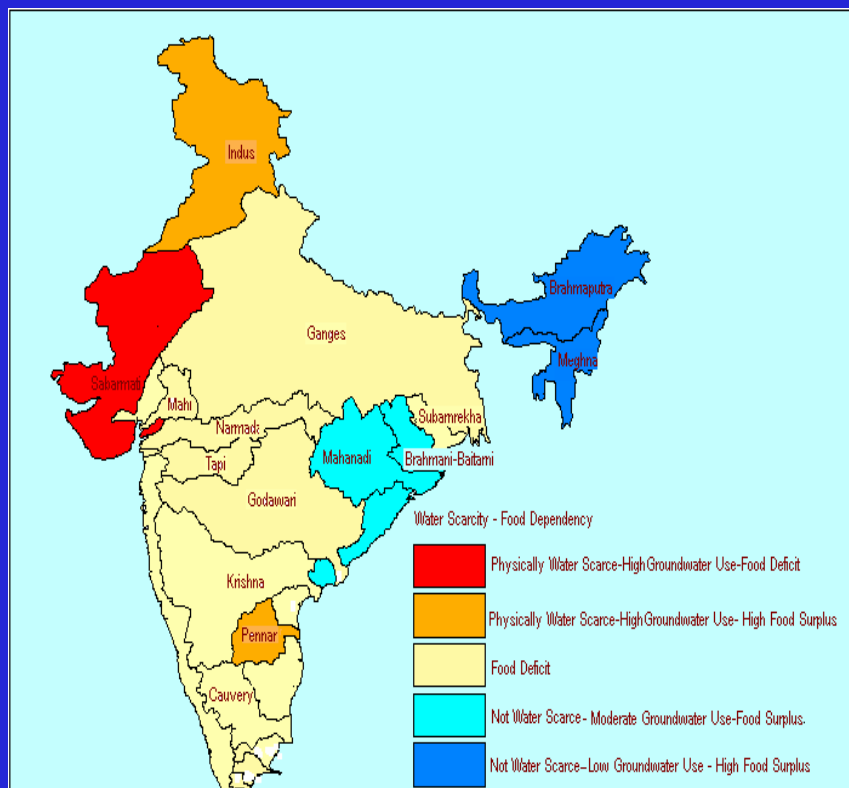 Indus
Brahmaputra
Ganges
Meghna
Sabarmati
Mahi
Subarnrekha
Narmada
Mahanadi
Brahmani-Baitarni
Tapi
Godawari
Water Scarcity - Food Dependency
Physically Water Scarce-High Groundwater Use-Food Deficit
Krishna
Physically Water Scarce-High Groundwater Use- High Food Surplus
Pennar
Food Deficit
Cauvery
Not Water Scarce- Moderate Groundwater Use-Food Surplus.
Not Water Scarce-Low Groundwater Use - High Food Surplus